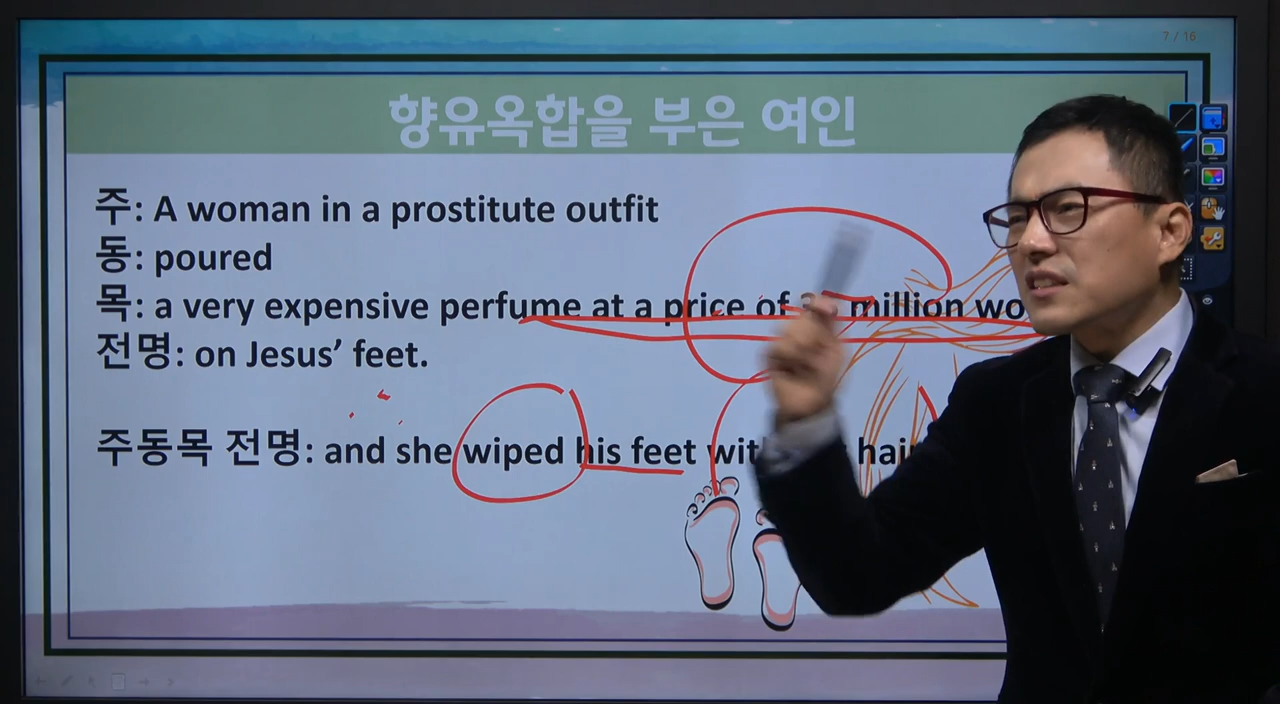 7 / 16
향유옥합을 부은 여인
주: A woman in a prostitute outfit
동: poured
목: a very expensive perfume at a price of million
전명: on Jesus’ feet.
주동목 전명: and she wiped his feet